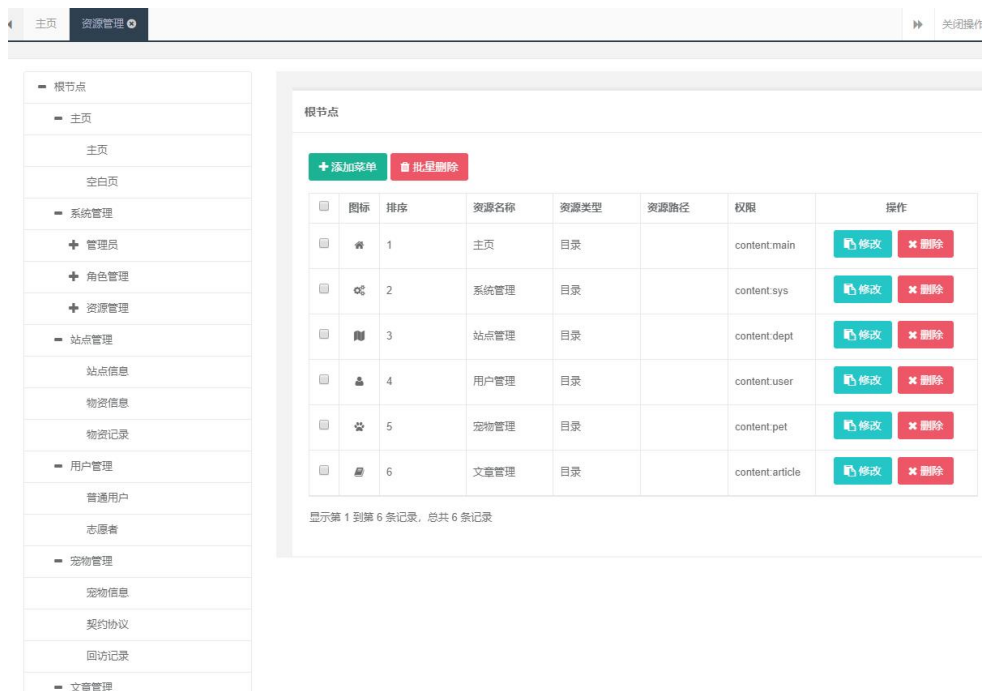 主页 资源管理 关闭操作
根节点
主页
主页
空白页
系统管理
管理员
角色管理
资源管理
站点管理
站点信息
物资信息
物资记录
用户管理
普通用户
志愿者
宠物管理
宠物信息
契约协议
回访记录
文章管理
根节点
添加菜单 批量删除
图标 排序 资源名称 资源类型 资源路径 权限 操作
1 主页 目录 content:main 修改 删除
2 系统管理 目录 content:sys 修改 删除
3 站点管理 目录 content:dept 修改 删除
4 用户管理 目录 content:user 修改 删除
5 宠物管理 目录 content:pet 修改 删除
6 文章管理 目录 content:article 修改 删除
显示第 1 到第 6 条记录，总共 6 条记录